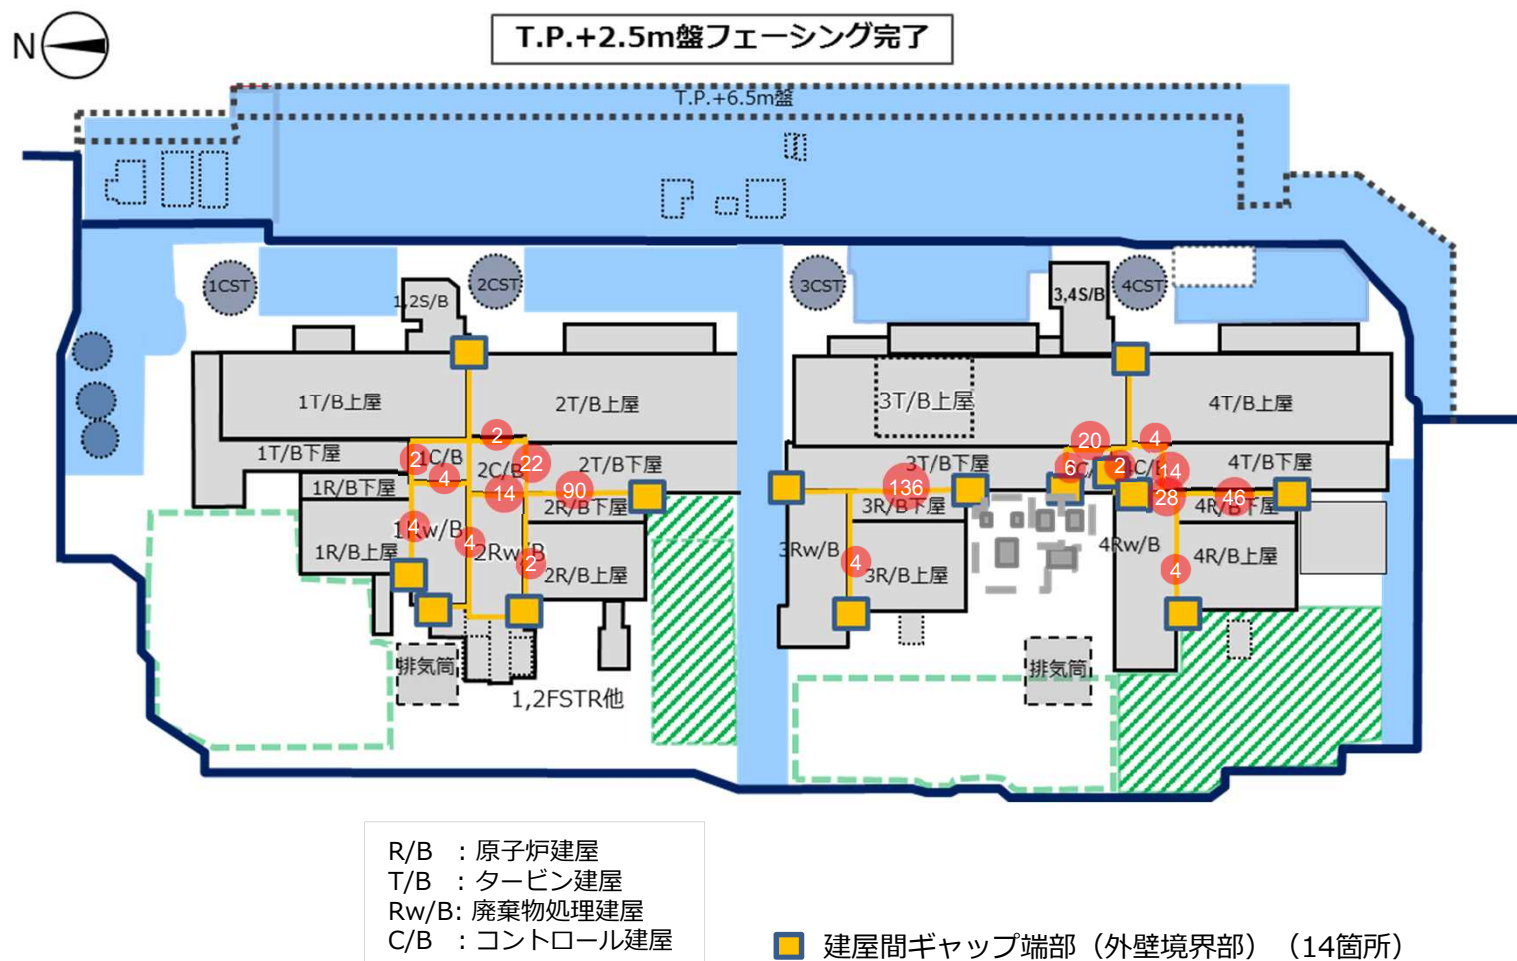 T.P.+2.5m盤フェーシング完了
N
T.P.+6.5m盤
1CST
1,2S/B
2CST
3CST
3,4S/B
4CST
1T/B上屋
2T/B上屋
3T/B上屋
4T/B上屋
1T/B下屋
2
1C/B
2
2C/B
22
2T/B下屋
20
4
3T/B下屋
6
2
4C/B
14
4T/B下屋
1R/B下屋
4
14
90
2R/B下屋
136
3R/B下屋
28
46
4R/B下屋
1R/B上屋
4
1Rw/B
4
2Rw/B
2
2R/B上屋
3Rw/B
4
3R/B上屋
4Rw/B
4
4R/B上屋
排気筒
排気筒
1,2FSTR他
R/B : 原子炉建屋
T/B : タービン建屋
Rw/B: 廃棄物処理建屋
C/B : コントロール建屋
建屋間ギャップ端部（外壁境界部）（14箇所）